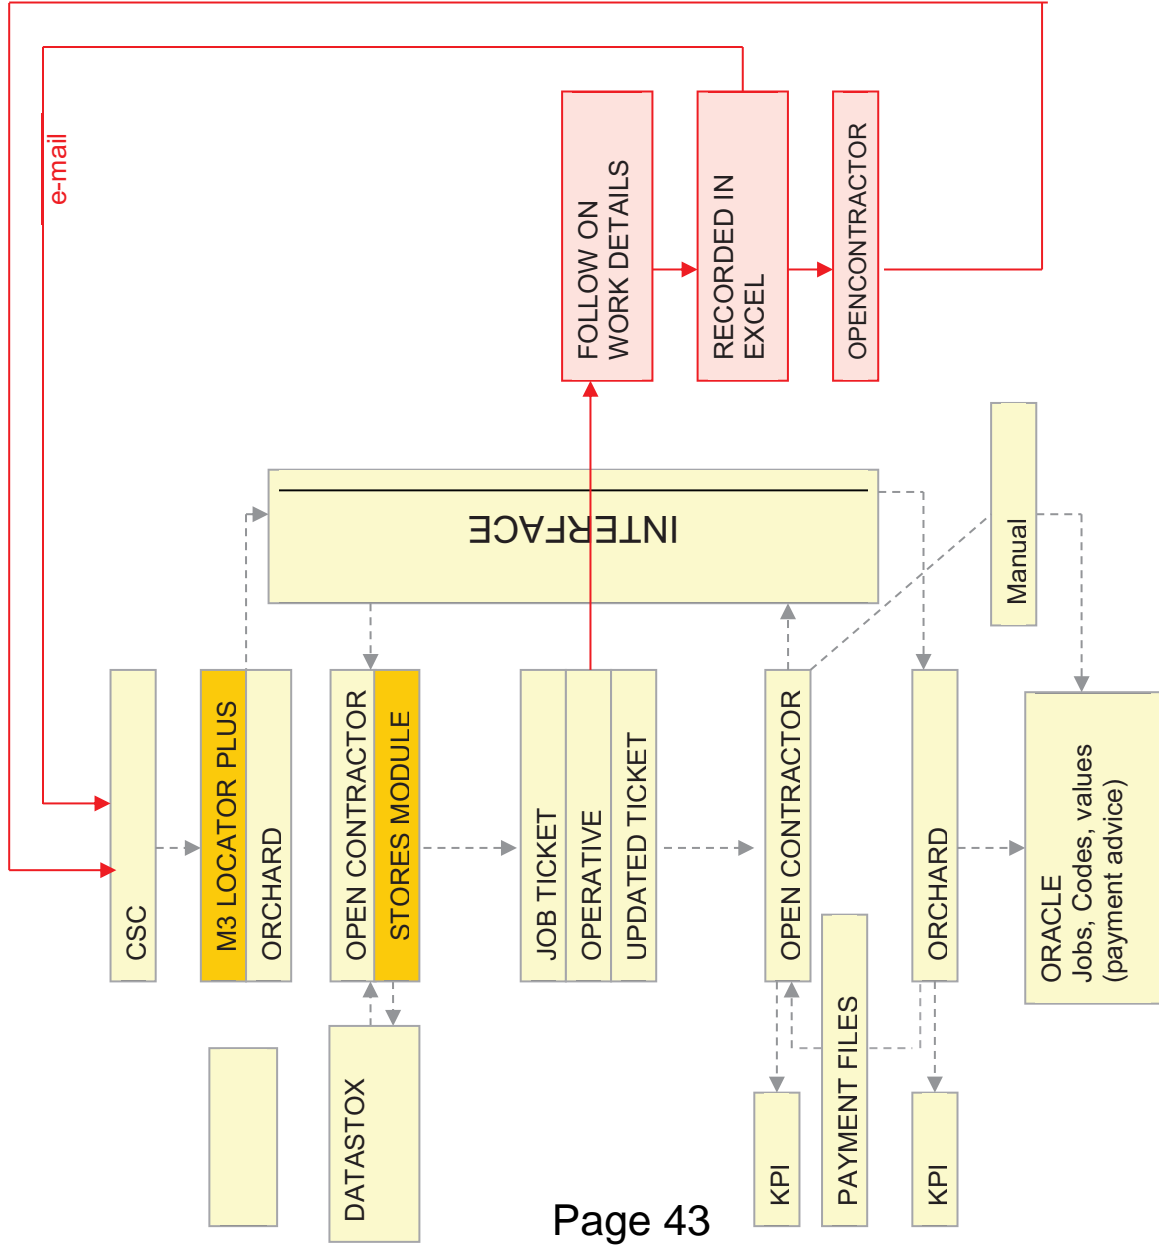 e-mail
CSC
M3 LOCATOR PLUS
ORCHARD
OPEN CONTRACTOR
STORES MODULE
DATASTOX
INTERFACE
JOB TICKET
OPERATIVE
UPDATED TICKET
FOLLOW ON
WORK DETAILS
RECORDED IN
EXCEL
OPENCONTRACTOR
OPEN CONTRACTOR
KPI
PAYMENT FILES
ORCHARD
KPI
Manual
ORACLE
Jobs, Codes, values
(payment advice)
Page 43